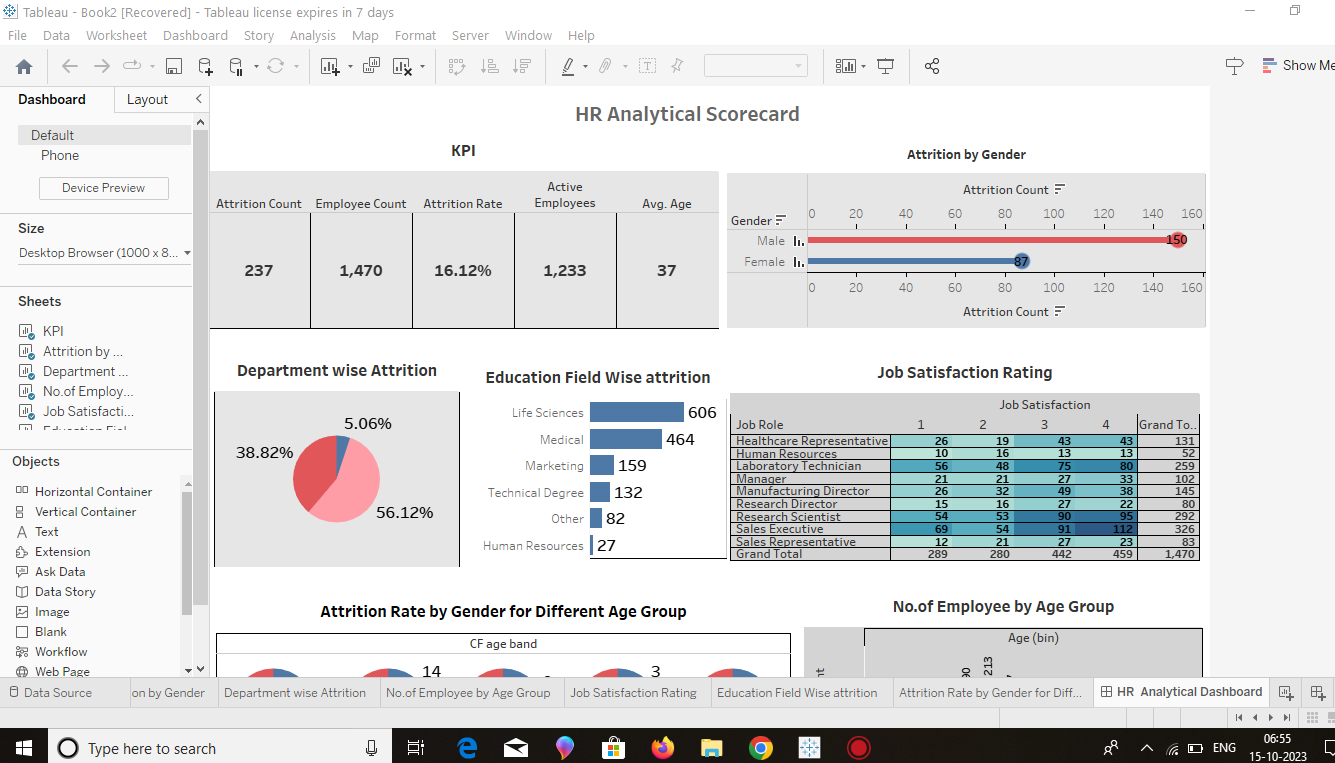 Tableau - Book2 [Recovered] - Tableau license expires in 7 days
File Data Worksheet Dashboard Story Analysis Map Format Server Window Help
Show Me
Dashboard Layout
Default
Phone
Device Preview
Size
Desktop Browser (1000 x 8...
Sheets
KPI
Attrition by ...
Department ...
No.of Employ...
Job Satisfacti...
Objects
Horizontal Container
Vertical Container
Text
Extension
Ask Data
Data Story
Image
Blank
Workflow
Web Page
HR Analytical Scorecard
KPI
Attrition Count Employee Count Attrition Rate Active Employees Avg. Age
237 1,470 16.12% 1,233 37
Attrition by Gender
Attrition Count
Gender 0 20 40 60 80 100 120 140 160
Male 150
Female 87
0 20 40 60 80 100 120 140 160
Attrition Count
Department wise Attrition
5.06%
38.82%
56.12%
Education Field Wise attrition
Life Sciences 606
Medical 464
Marketing 159
Technical Degree 132
Other 82
Human Resources 27
Job Satisfaction Rating
Job Satisfaction
Job Role 1 2 3 4 Grand To..
Healthcare Representative 26 19 43 43 131
Human Resources 10 16 13 13 52
Laboratory Technician 56 48 75 80 259
Manager 21 21 27 33 102
Manufacturing Director 26 32 49 38 145
Research Director 15 16 27 22 80
Research Scientist 54 53 90 95 292
Sales Executive 69 54 91 112 326
Sales Representative 12 21 27 23 83
Grand Total 289 280 442 459 1,470
Attrition Rate by Gender for Different Age Group
CF age band
14 3
No.of Employee by Age Group
Age (bin)
213
Data Source on by Gender Department wise Attrition No.of Employee by Age Group Job Satisfaction Rating Education Field Wise attrition Attrition Rate by Gender for Diff... HR Analytical Dashboard
Type here to search
ENG
06:55
15-10-2023